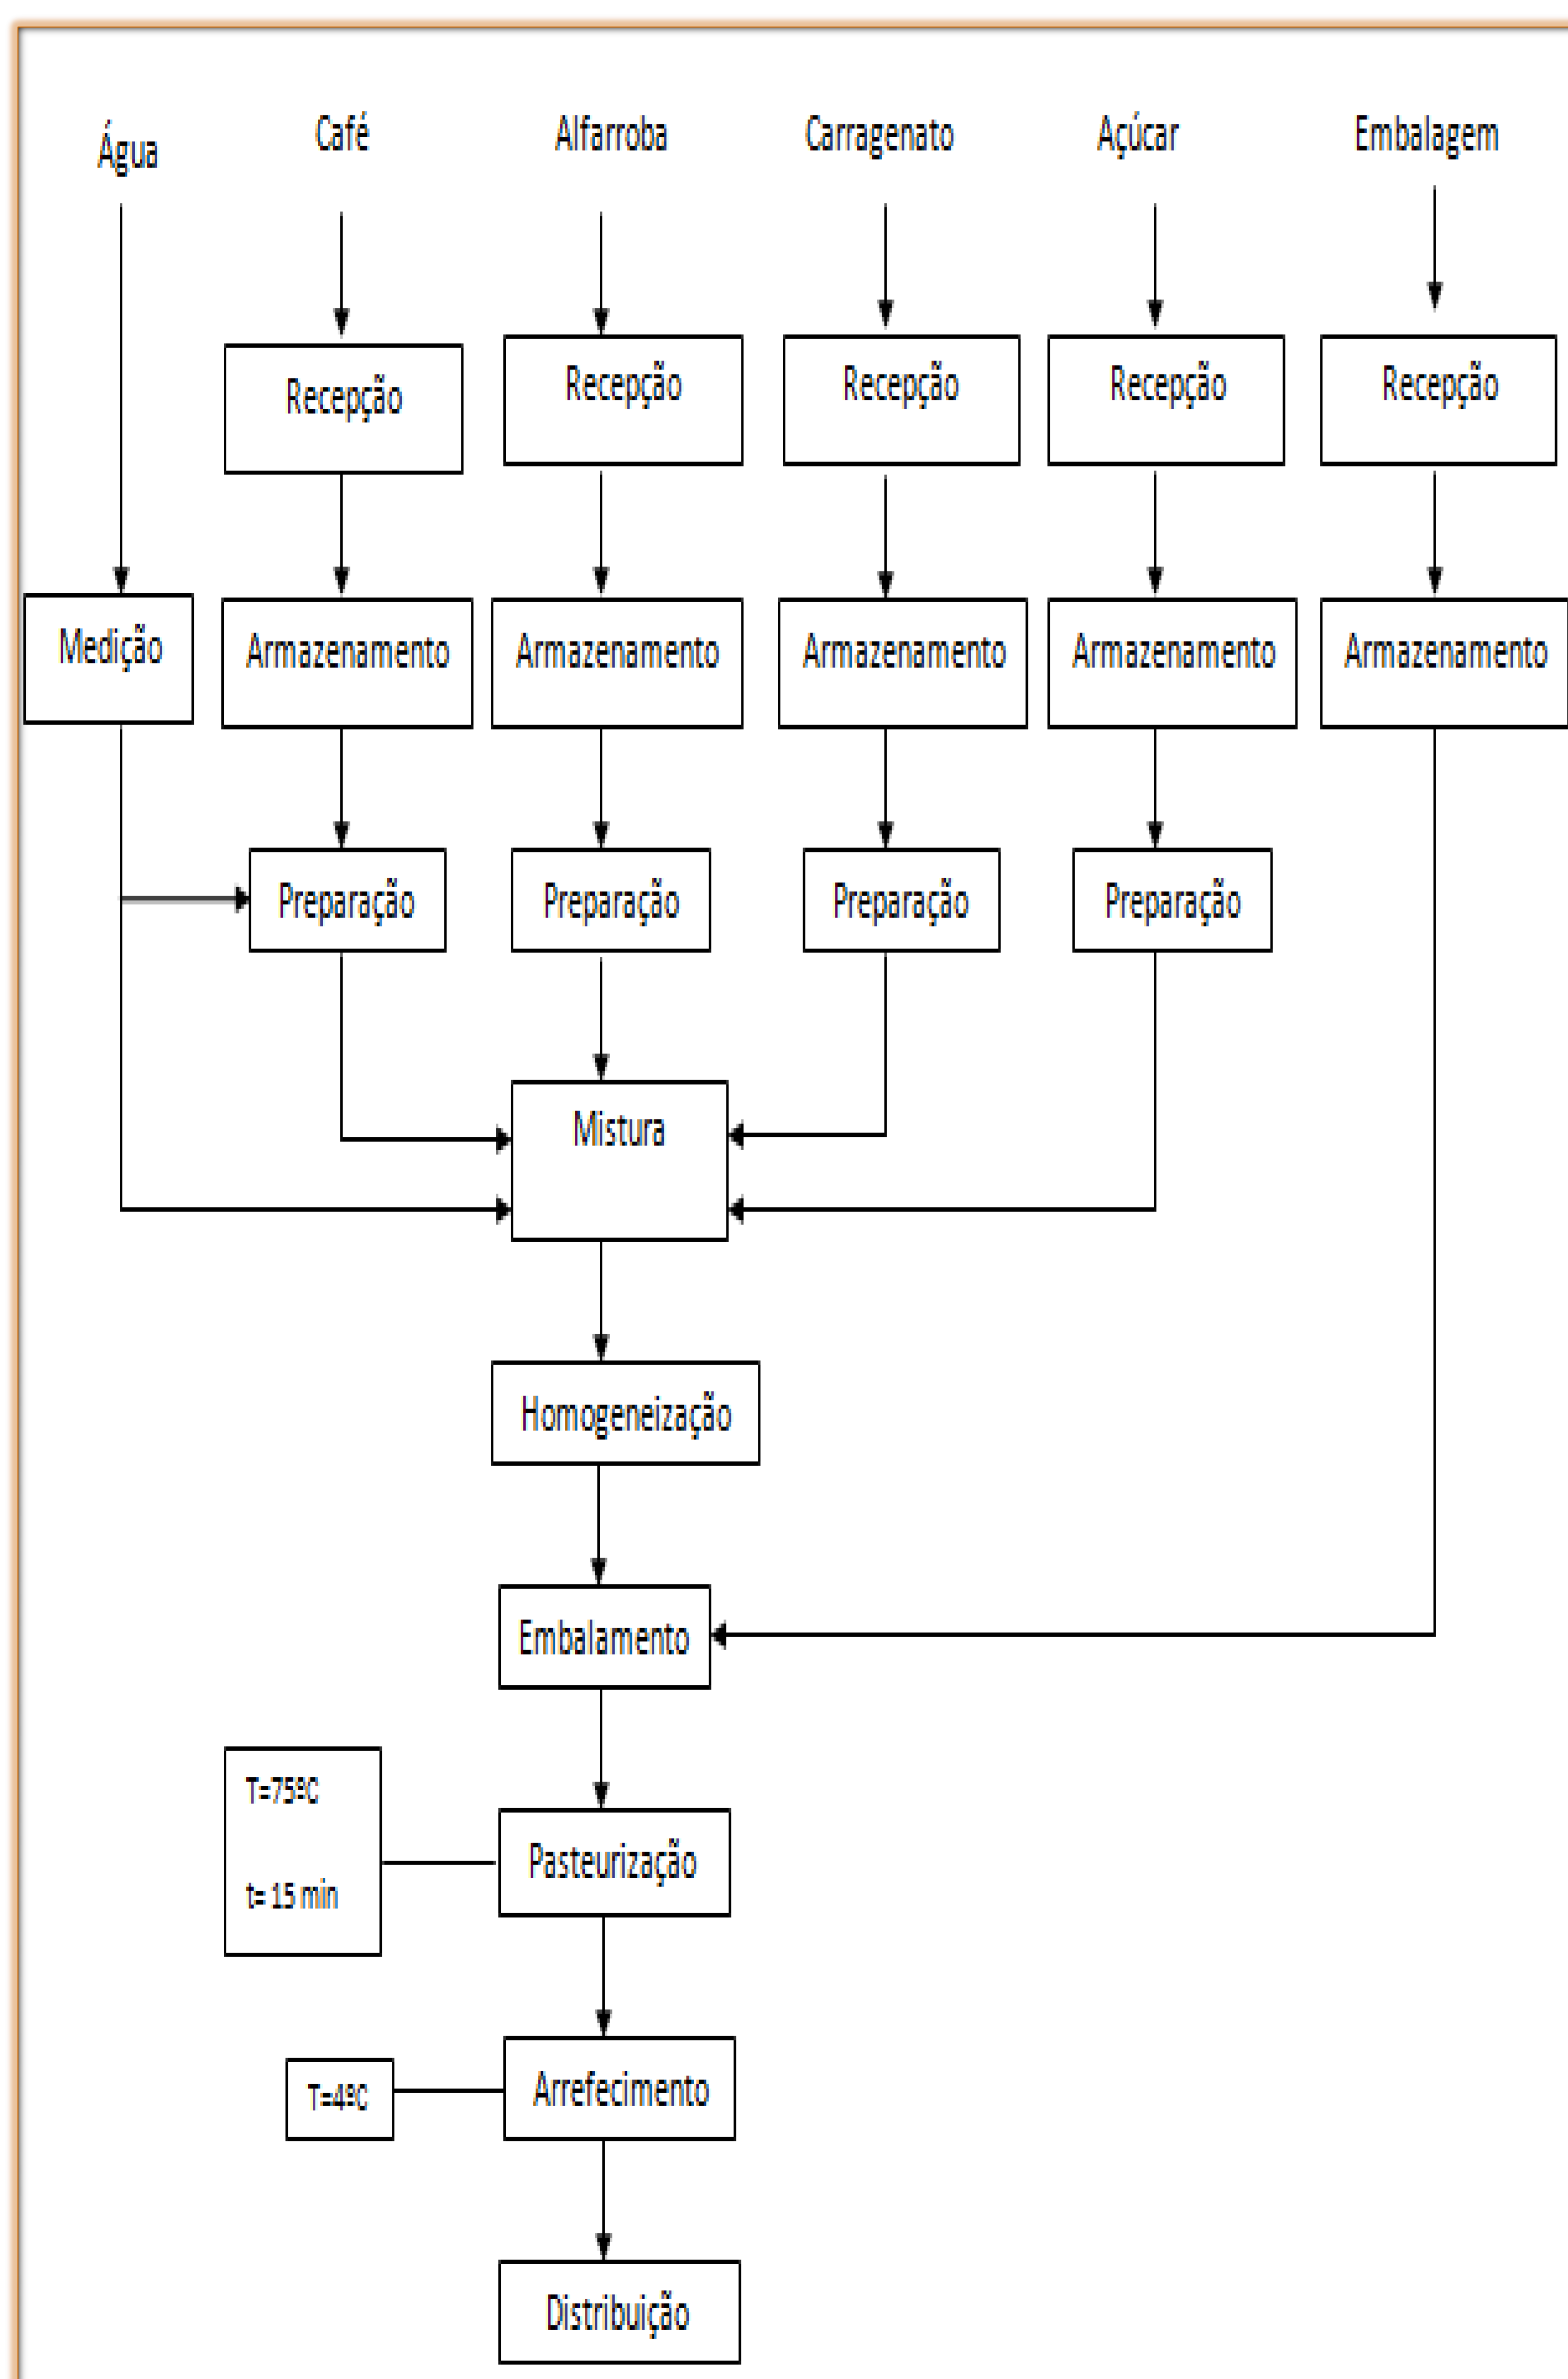 Água
Café
Alfarroba
Carragenato
Açúcar
Embalagem
Recepção
Recepção
Recepção
Recepção
Recepção
Medição
Armazenamento
Armazenamento
Armazenamento
Armazenamento
Armazenamento
Preparação
Preparação
Preparação
Preparação
Mistura
Homogeneização
Embalamento
T=75ºC
t= 15 min
Pasteurização
T=4ºC
Arrefecimento
Distribuição